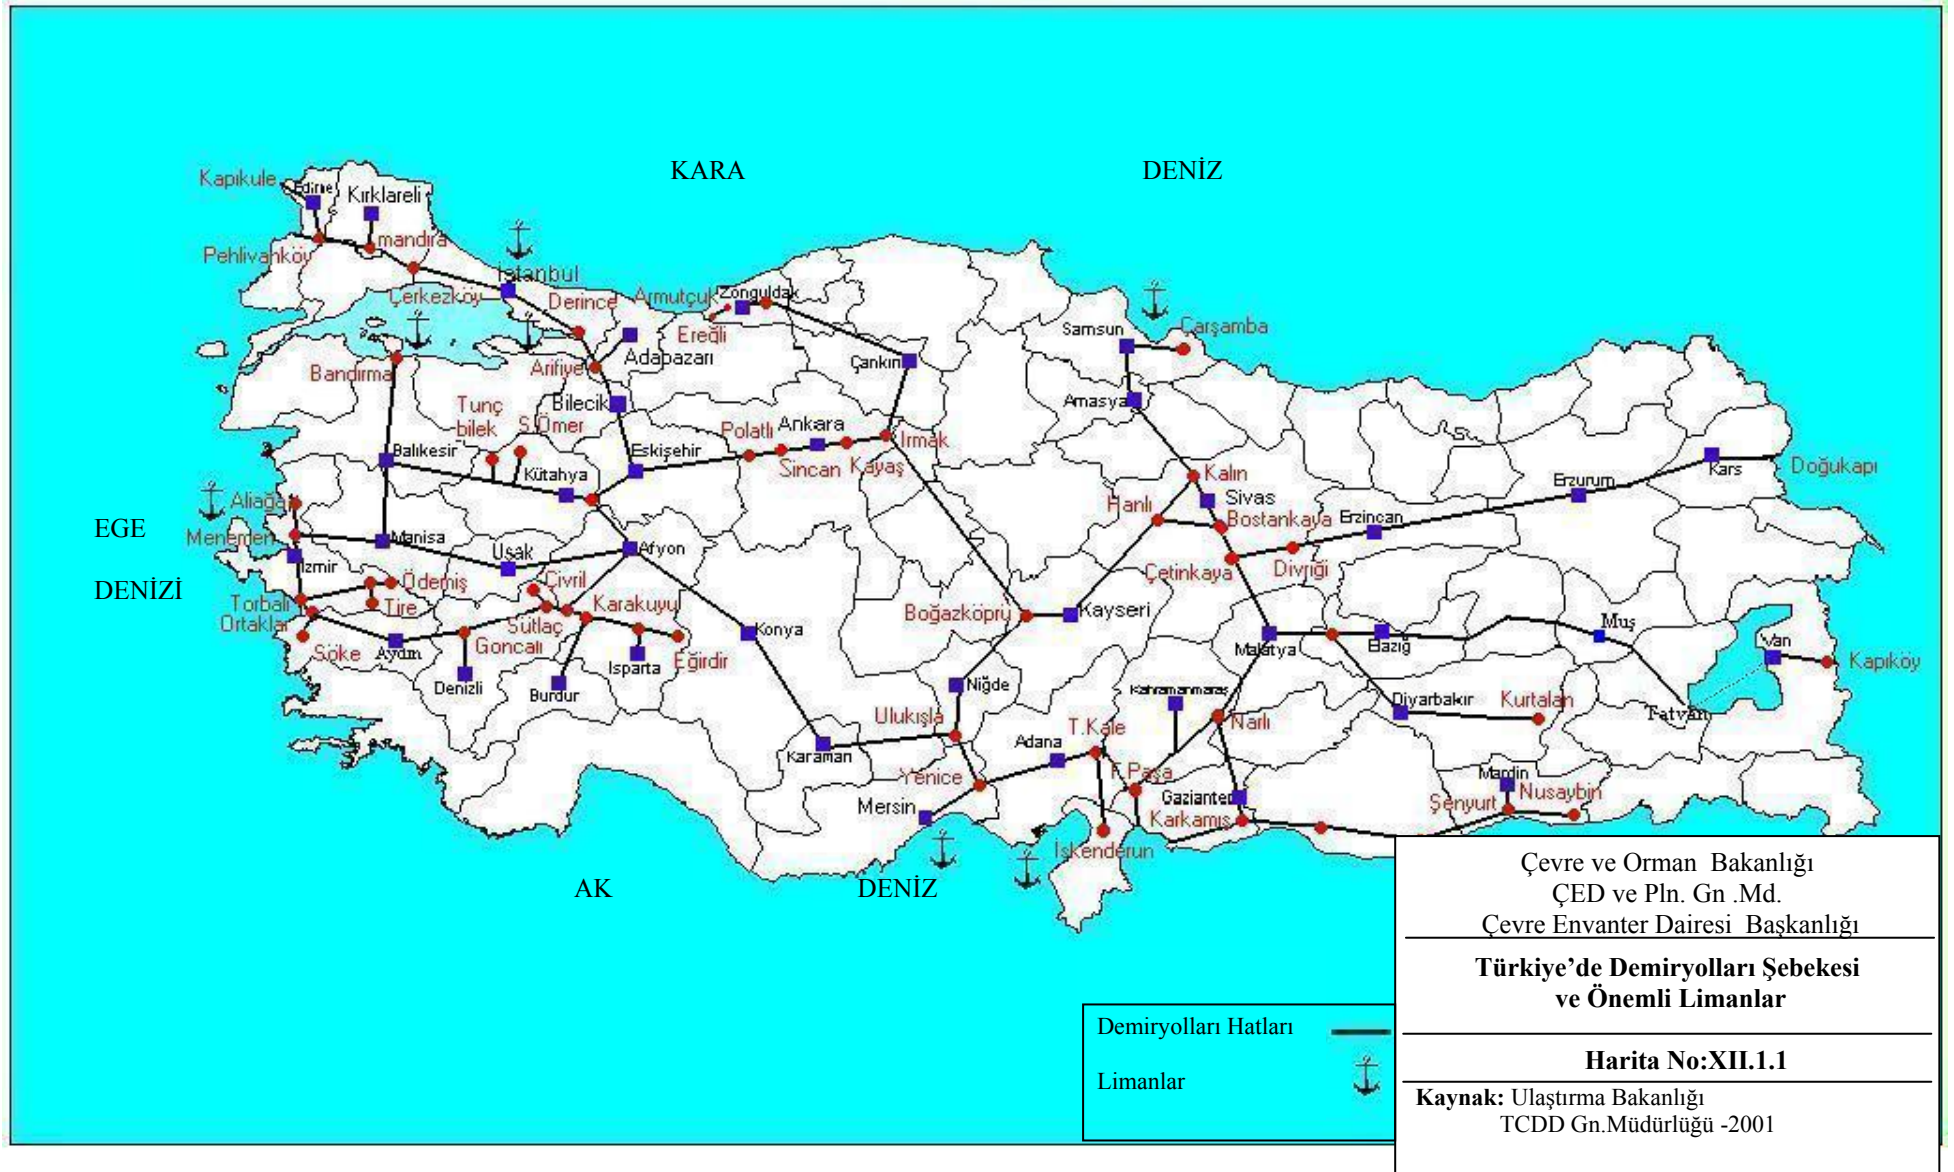 KARA DENİZ
Kapıkule
Edirne
Kırklareli
mandıra
Pehlivanköy
İstanbul
Çerkezköy
Derince
Armutçuk
Zonguldak
Ereğli
Samsun
Çarşamba
Bandırma
Arifiye
Adapazarı
Çankırı
Bilecik
Amasya
Tunç
bilek
S.Ömer
Polatlı
Ankara
Irmak
Balıkesir
Eskişehir
Sincan
Kayaş
Kütahya
Kalın
Kars
Doğukapı
Erzurum
Aliağa
Hanlı
Sivas
Bostankaya
Erzincan
EGE
Menemen
Manisa
Uşak
Afyon
İzmir
Çetinkaya
Divriği
DENİZİ
Ödemiş
Çivril
Torbalı
Tire
Karakuyu
Boğazköprü
Kayseri
Ortaklar
Sütlaç
Konya
Muş
Söke
Aydın
Goncalı
Isparta
Eğirdir
Malatya
Elazığ
Van
Kapıköy
Denizli
Burdur
Niğde
Kahramanmaraş
Diyarbakır
Kurtalan
Tatvan
Ulukışla
T.Kale
Narlı
Adana
Karaman
Yenice
F.Paşa
Mardin
Mersin
Gaziantep
Şenyurt
Nusaybin
Karkamış
İskenderun
AK DENİZ
Çevre ve Orman Bakanlığı
ÇED ve Pln. Gn .Md.
Çevre Envanter Dairesi Başkanlığı
Türkiye’de Demiryolları Şebekesi
ve Önemli Limanlar
Demiryolları Hatları
Harita No:XII.1.1
Limanlar
Kaynak: Ulaştırma Bakanlığı
TCDD Gn.Müdürlüğü -2001